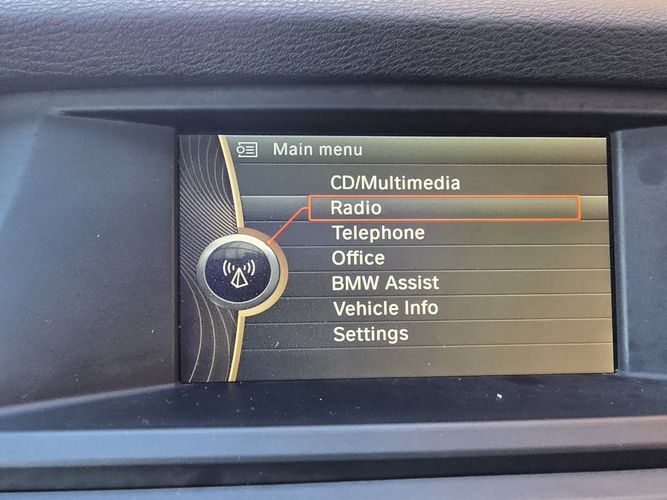 Main menu
CD/Multimedia
Radio
Telephone
Office
BMW Assist
Vehicle Info
Settings